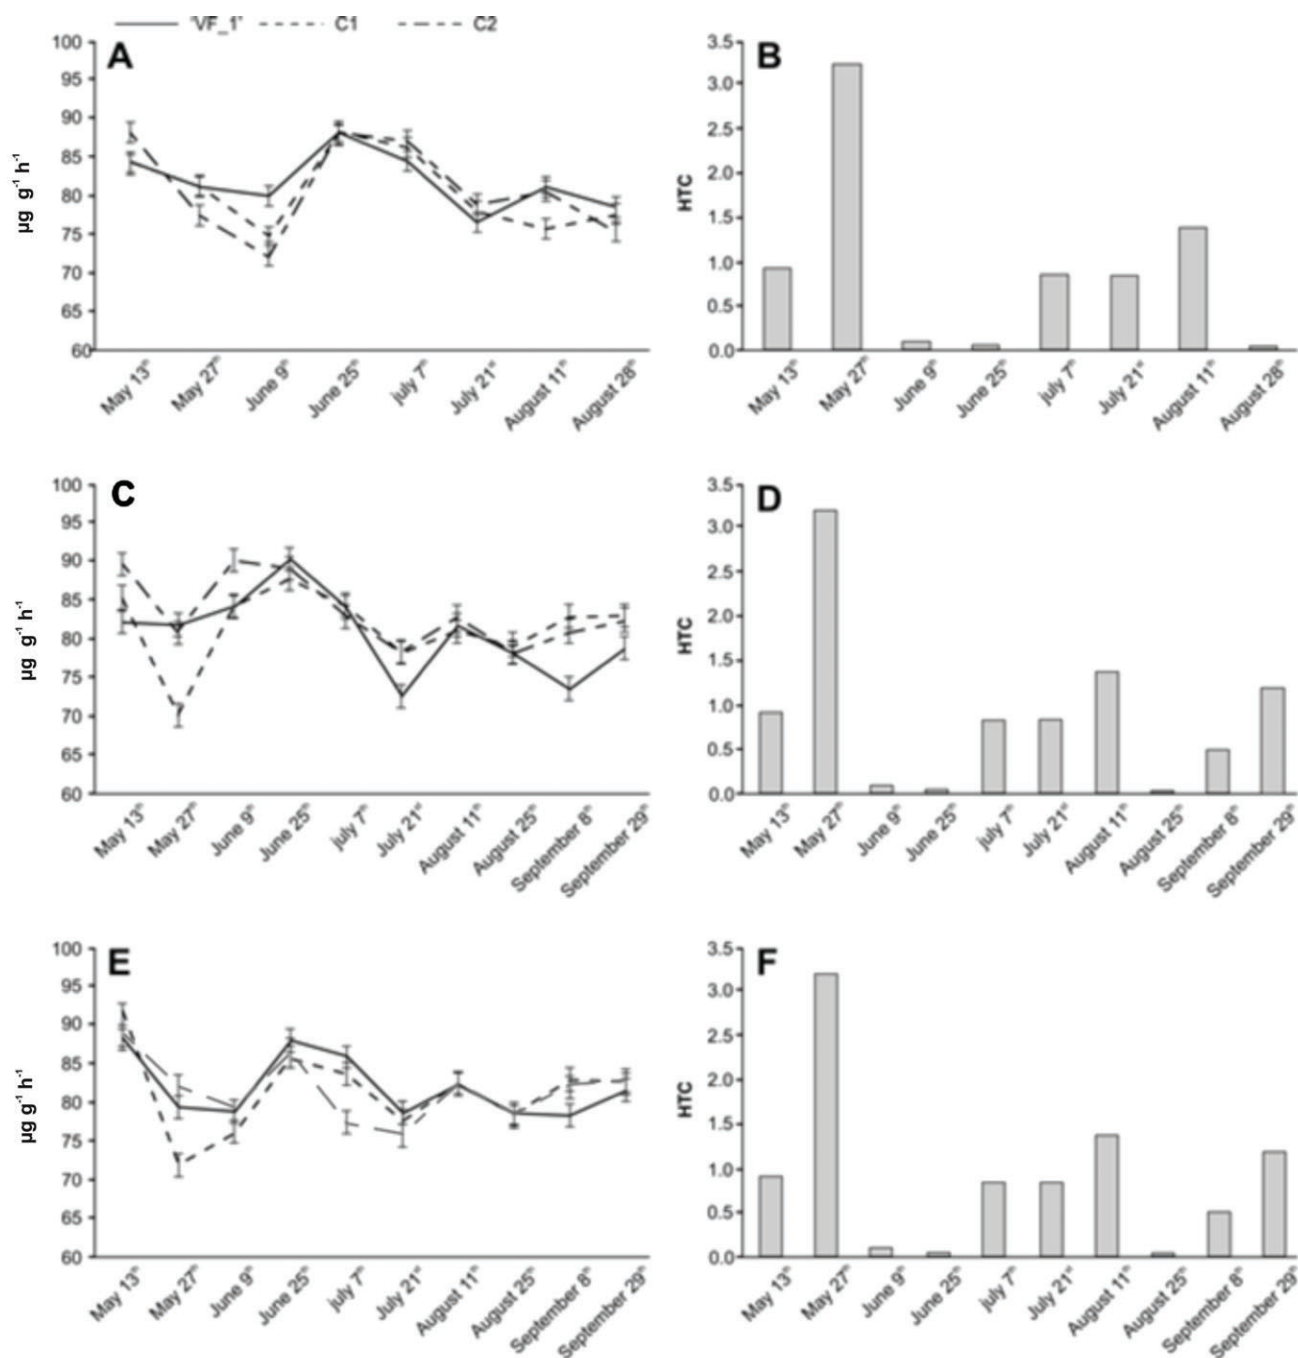 'VF_1' C1 C2
A
100
95
90
85
80
75
70
65
60
µg g⁻¹ h⁻¹
May 13ᵗʰ May 27ᵗʰ June 9ᵗʰ June 25ᵗʰ july 7ᵗʰ July 21ˢᵗ August 11ᵗʰ August 28ᵗʰ
B
3.5
3.0
2.5
2.0
1.5
1.0
0.5
0.0
HTC
May 13ᵗʰ May 27ᵗʰ June 9ᵗʰ June 25ᵗʰ july 7ᵗʰ July 21ˢᵗ August 11ᵗʰ August 28ᵗʰ
C
100
95
90
85
80
75
70
65
60
µg g⁻¹ h⁻¹
May 13ᵗʰ May 27ᵗʰ June 9ᵗʰ June 25ᵗʰ july 7ᵗʰ July 21ˢᵗ August 11ᵗʰ August 25ᵗʰ September 8ᵗʰ September 29ᵗʰ
D
3.5
3.0
2.5
2.0
1.5
1.0
0.5
0.0
HTC
May 13ᵗʰ May 27ᵗʰ June 9ᵗʰ June 25ᵗʰ july 7ᵗʰ July 21ˢᵗ August 11ᵗʰ August 25ᵗʰ September 8ᵗʰ September 29ᵗʰ
E
100
95
90
85
80
75
70
65
60
µg g⁻¹ h⁻¹
May 13ᵗʰ May 27ᵗʰ June 9ᵗʰ June 25ᵗʰ july 7ᵗʰ July 21ˢᵗ August 11ᵗʰ August 25ᵗʰ September 8ᵗʰ September 29ᵗʰ
F
3.5
3.0
2.5
2.0
1.5
1.0
0.5
0.0
HTC
May 13ᵗʰ May 27ᵗʰ June 9ᵗʰ June 25ᵗʰ july 7ᵗʰ July 21ˢᵗ August 11ᵗʰ August 25ᵗʰ September 8ᵗʰ September 29ᵗʰ